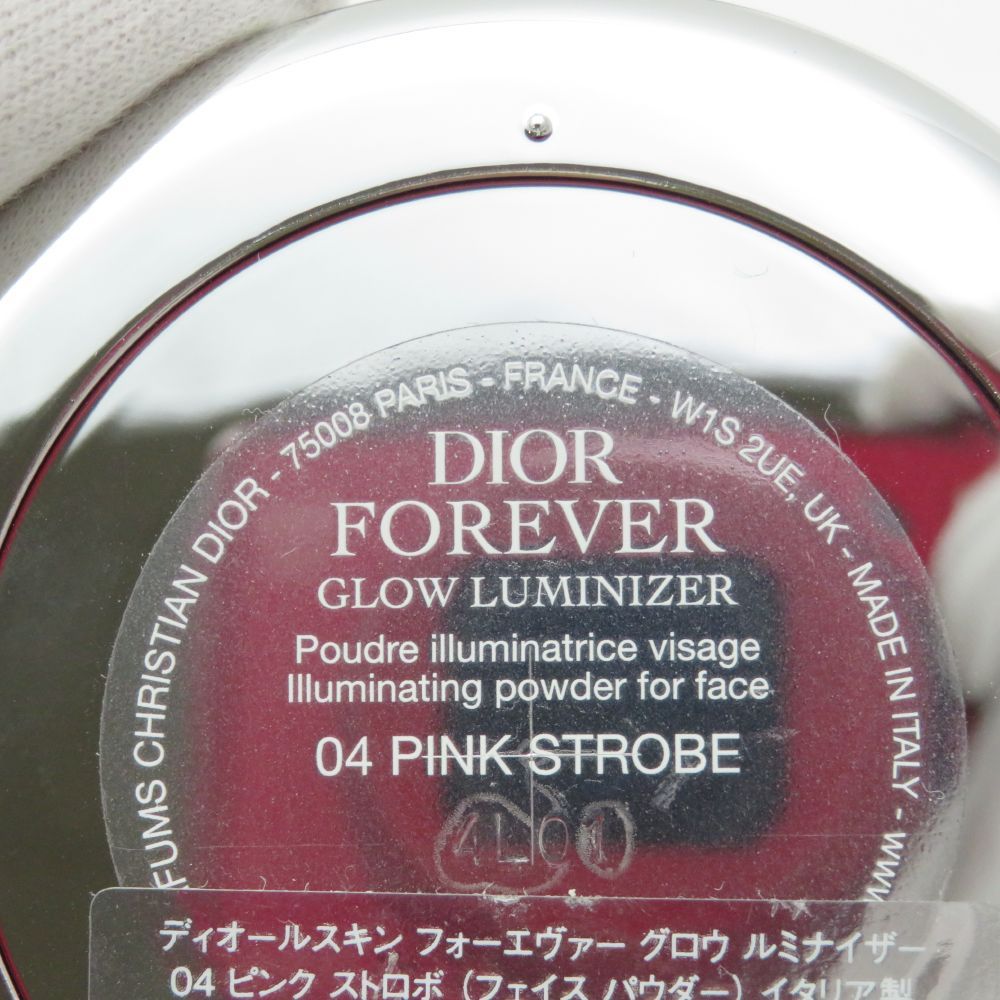 FUMS CHRISTIAN DIOR - 75008 PARIS - FRANCE - W1S 2UE, UK - MADE IN ITALY - www
DIOR
FOREVER
GLOW LUMINIZER
Poudre illuminatrice visage
Illuminating powder for face
04 PINK STROBE
4L01
ディオールスキン フォーエヴァー グロウ ルミナイザー
04 ピンク ストロボ (フェイス パウダー) イタリア製